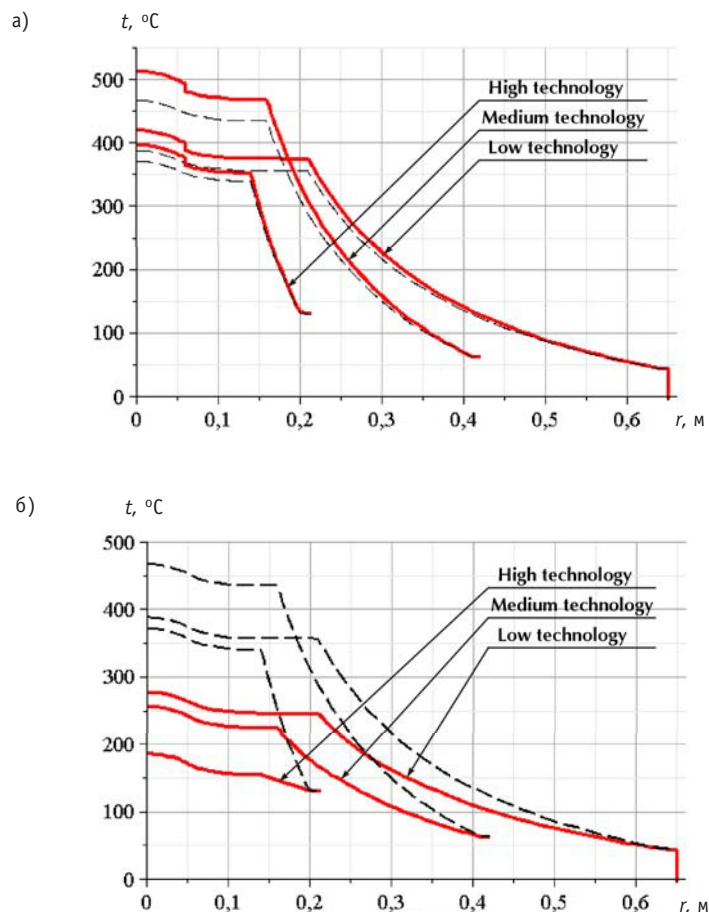 а)
t, °C
500
400
300
200
100
0
High technology
Medium technology
Low technology
0 0,1 0,2 0,3 0,4 0,5 0,6 r, м
б)
t, °C
500
400
300
200
100
0
High technology
Medium technology
Low technology
0 0,1 0,2 0,3 0,4 0,5 0,6 r, м